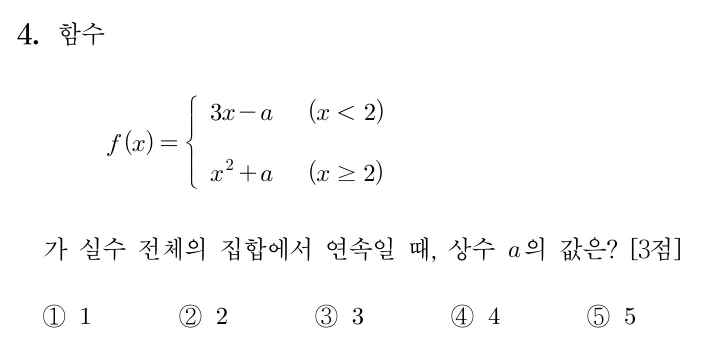 4. 함수
f(x) = { 3x - a (x < 2)
x² + a (x ≥ 2)
가 실수 전체의 집합에서 연속일 때, 상수 a의 값은? [3점]
① 1 ② 2 ③ 3 ④ 4 ⑤ 5